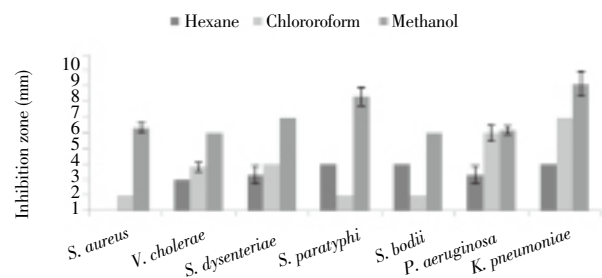 Hexane Chlororoform Methanol
Inhibition zone (mm)
10
9
8
7
6
5
4
3
2
1
S. aureus
V. cholerae
S. dysenteriae
S. paratyphi
S. bodii
P. aeruginosa
K. pneumoniae